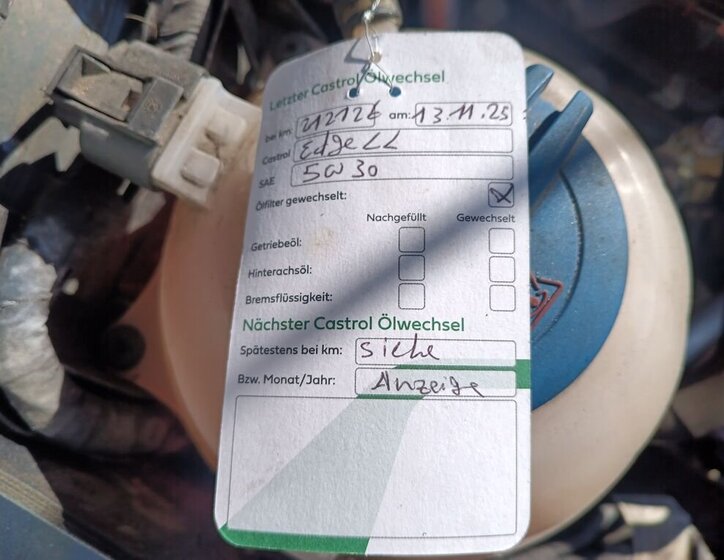 Letzter Castrol Ölwechsel
bei km: 212126 am: 13.11.25
Castrol Edge LL
SAE 5W30
Ölfilter gewechselt:
Nachgefüllt Gewechselt
Getriebeöl:
Hinterachsöl:
Bremsflüssigkeit:
Nächster Castrol Ölwechsel
Spätestens bei km: siehe
Bzw. Monat/Jahr: Anzeige